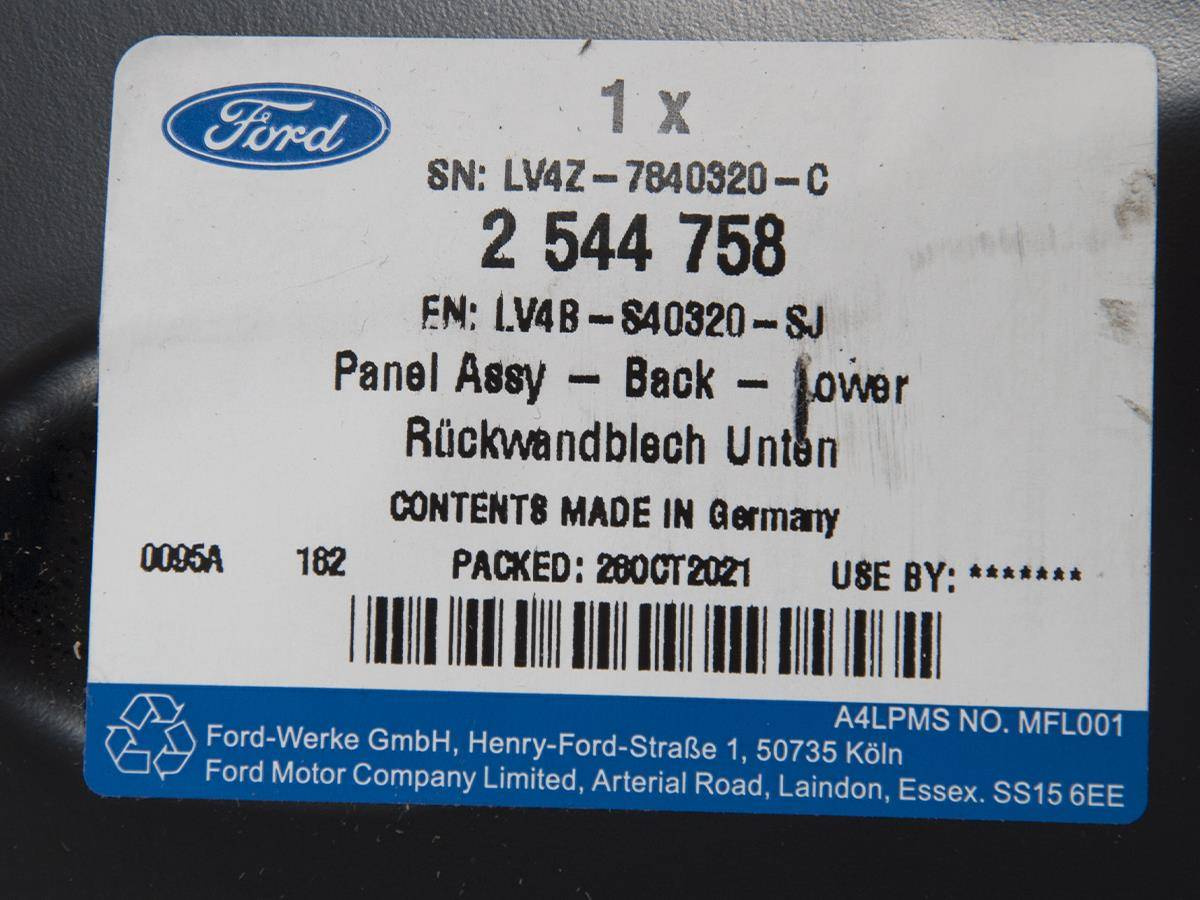 Ford
1 x
SN: LV4Z-7840320-C
2 544 758
EN: LV4B-S40320-SJ
Panel Assy - Back - Lower
Rückwandblech Unten
CONTENTS MADE IN Germany
0095A 182 PACKED: 28OCT2021 USE BY: *******
A4LPMS NO. MFL001
Ford-Werke GmbH, Henry-Ford-Straße 1, 50735 Köln
Ford Motor Company Limited, Arterial Road, Laindon, Essex. SS15 6EE